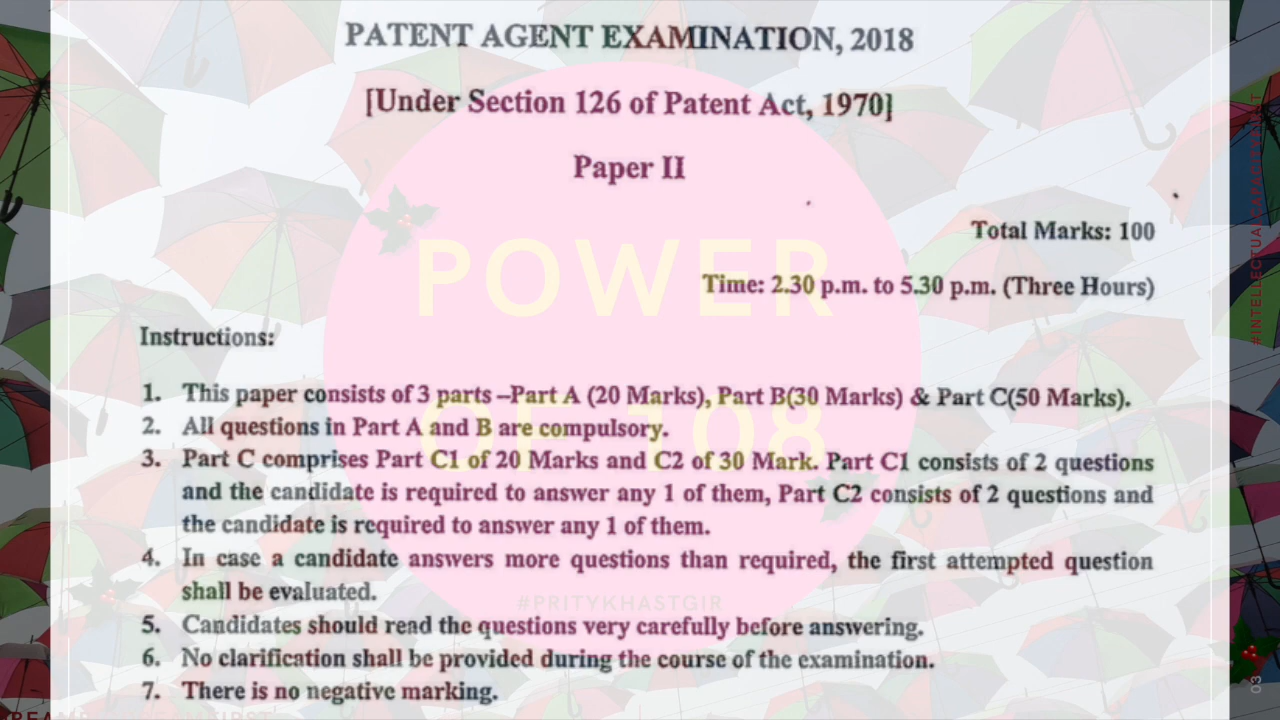 PATENT AGENT EXAMINATION, 2018
[Under Section 126 of Patent Act, 1970]
Paper II
Total Marks: 100
POWER
Time: 2.30 p.m. to 5.30 p.m. (Three Hours)
Instructions:
1. This paper consists of 3 parts –Part A (20 Marks), Part B(30 Marks) & Part C(50 Marks).
2. All questions in Part A and B are compulsory.
OF 108
3. Part C comprises Part C1 of 20 Marks and C2 of 30 Mark. Part C1 consists of 2 questions
and the candidate is required to answer any 1 of them, Part C2 consists of 2 questions and
the candidate is required to answer any 1 of them.
4. In case a candidate answers more questions than required, the first attempted question
shall be evaluated.
#PRITYKHASTGIR
5. Candidates should read the questions very carefully before answering.
6. No clarification shall be provided during the course of the examination.
7. There is no negative marking.
03